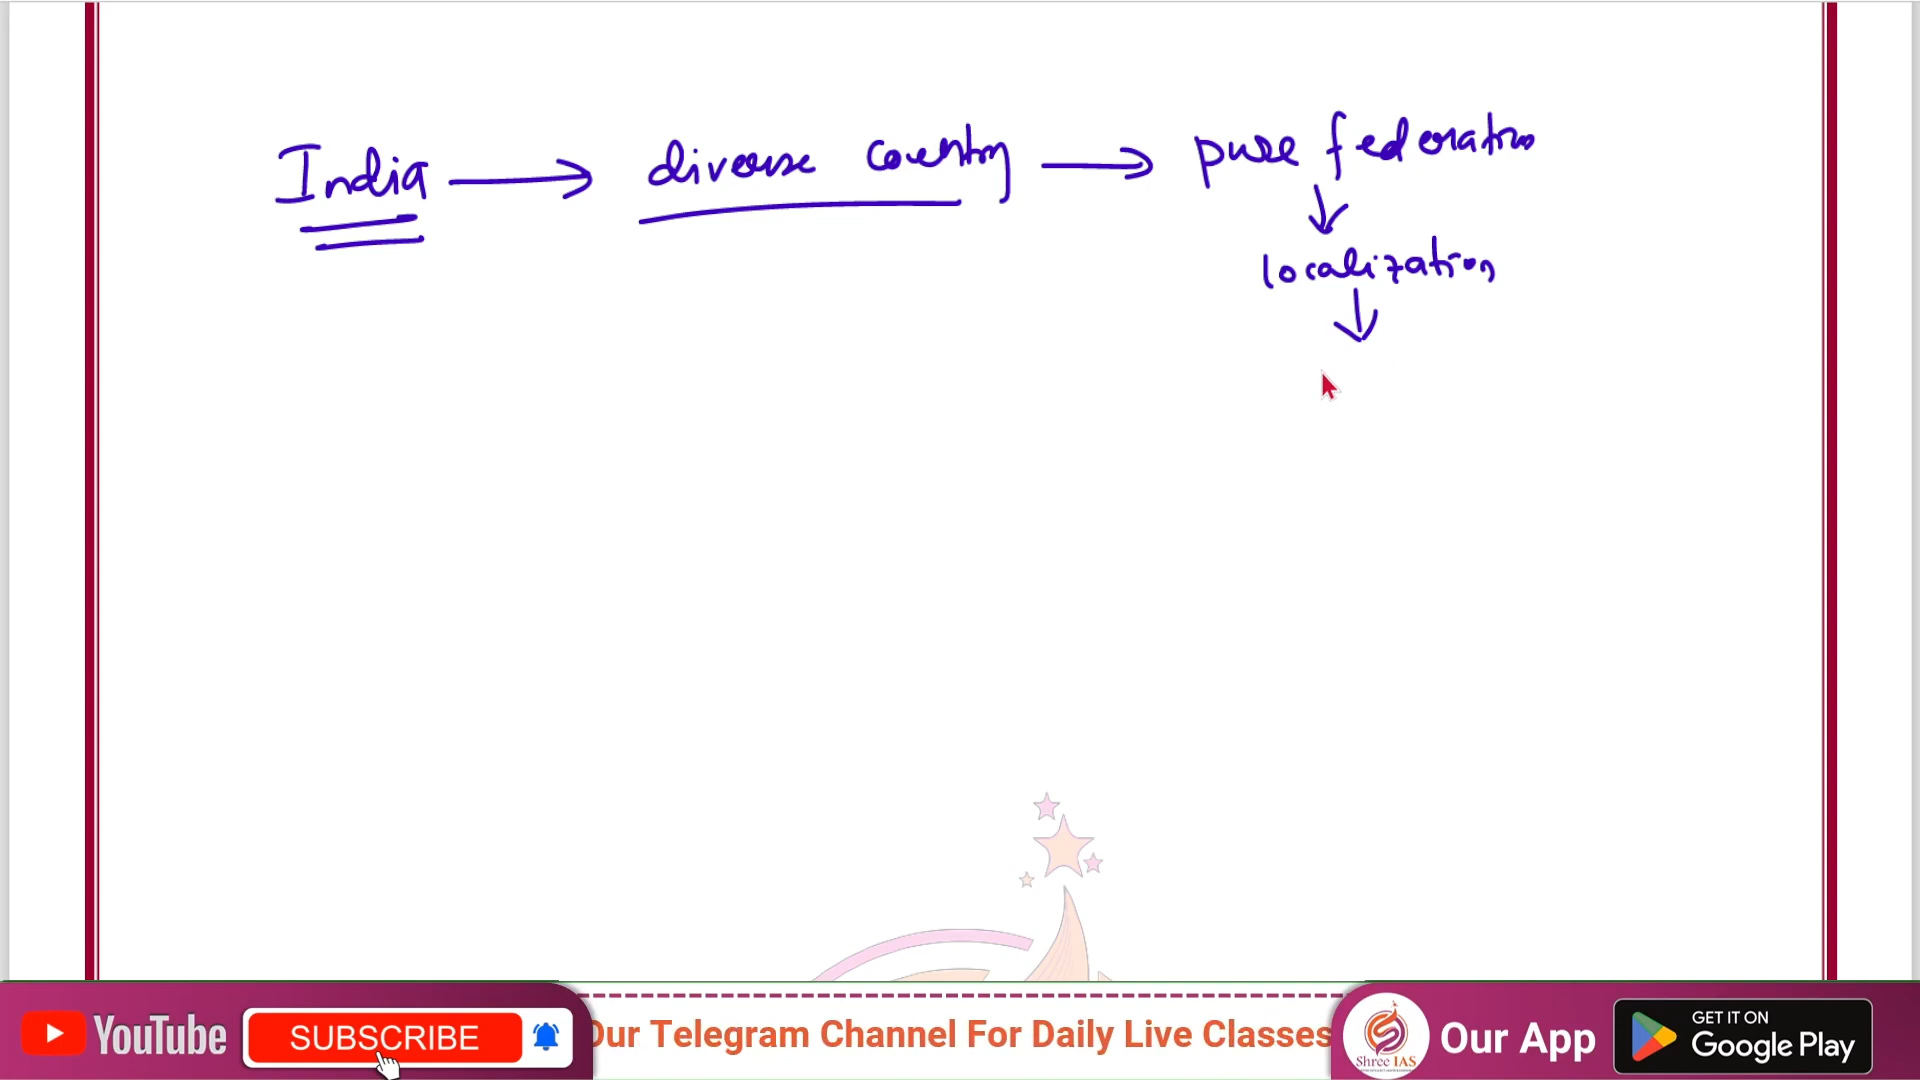 India → diverse country → pure federation
↓
localization
↓
YouTube SUBSCRIBE Our Telegram Channel For Daily Live Classes Shree IAS Our App GET IT ON Google Play